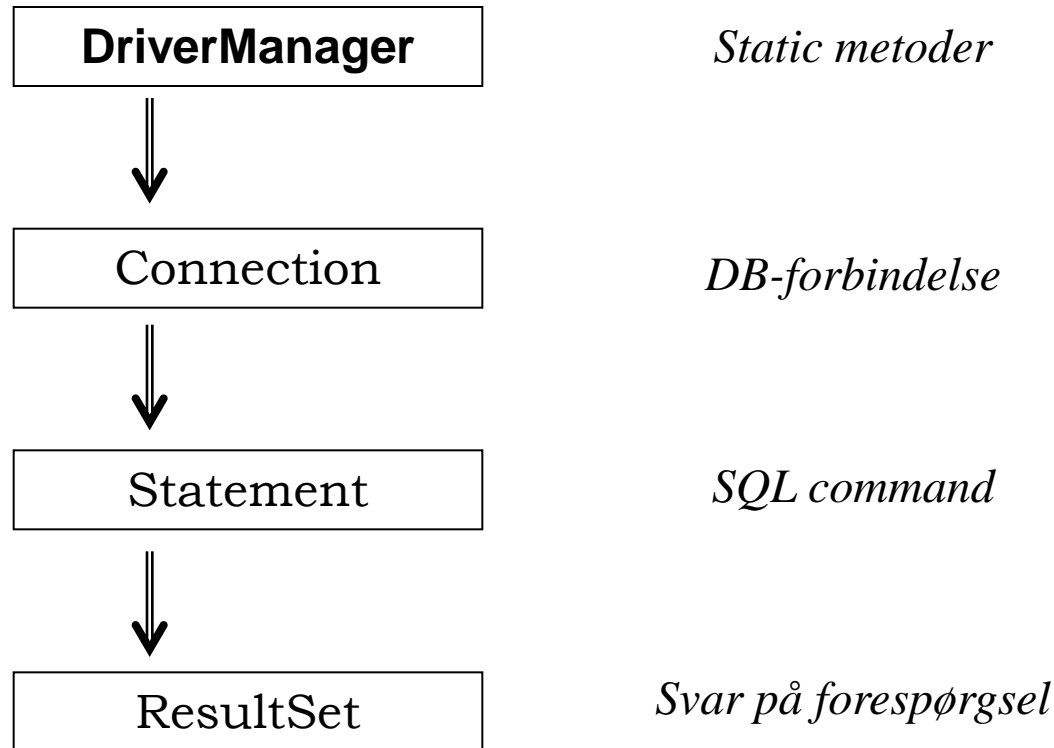 DriverManager Static metoder
Connection DB-forbindelse
Statement SQL command
ResultSet Svar på forespørgsel